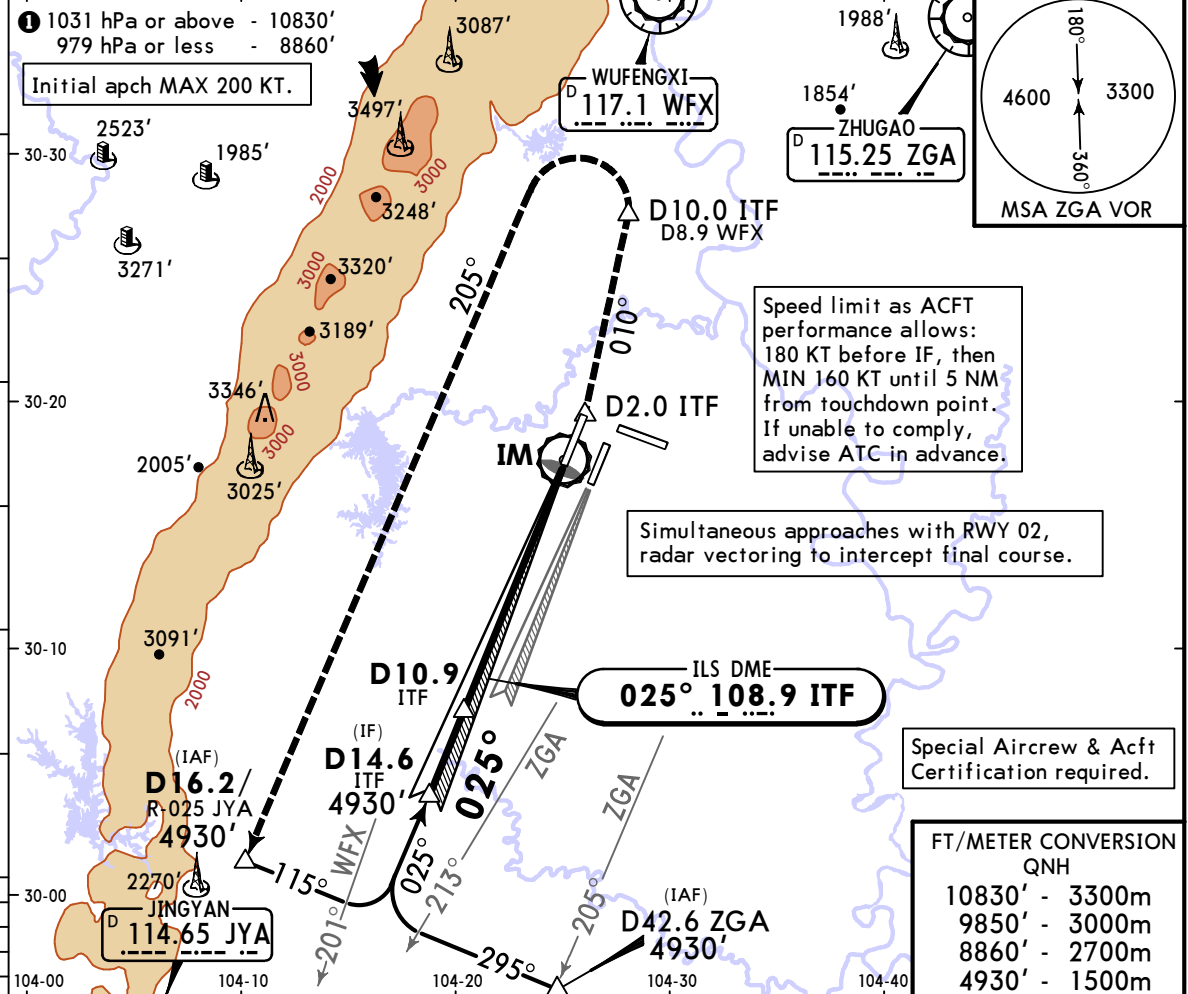 ❶ 1031 hPa or above - 10830'
979 hPa or less - 8860'
Initial apch MAX 200 KT.
3087'
WUFENGXI
D 117.1 WFX
1988'
1854'
ZHUGAO
D 115.25 ZGA
180°
4600
3300
360°
MSA ZGA VOR
3497'
2523'
1985'
30-30
2000
3000
3248'
3271'
3000
3320'
3189'
3000
3346'
3000
30-20
2005'
3025'
205°
D10.0 ITF
D8.9 WFX
010°
D2.0 ITF
IM
Speed limit as ACFT
performance allows:
180 KT before IF, then
MIN 160 KT until 5 NM
from touchdown point.
If unable to comply,
advise ATC in advance.
Simultaneous approaches with RWY 02,
radar vectoring to intercept final course.
3091'
30-10
2000
D10.9
ITF
ILS DME
025° 108.9 ITF
(IF)
D14.6
ITF
4930'
025°
ZGA
ZGA
Special Aircrew & Acft
Certification required.
(IAF)
D16.2/
R-025 JYA
4930'
2270'
30-00
JINGYAN
D 114.65 JYA
115°
WFX
201°
025°
213°
205°
295°
(IAF)
D42.6 ZGA
4930'
FT/METER CONVERSION
QNH
10830' - 3300m
9850' - 3000m
8860' - 2700m
4930' - 1500m
104-00
104-10
104-20
104-30
104-40